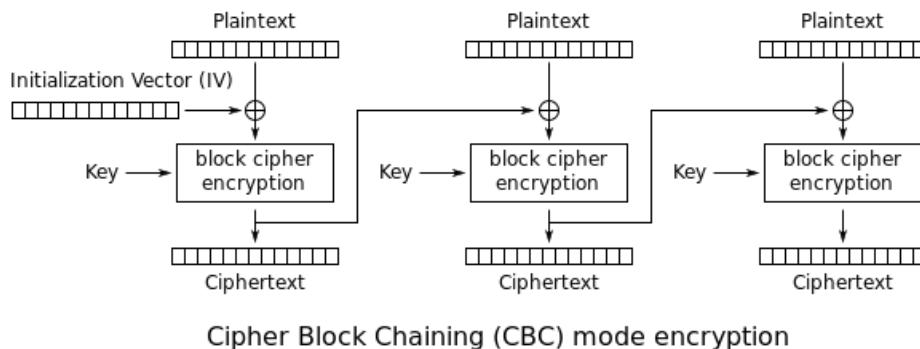 Plaintext
Plaintext
Plaintext
Initialization Vector (IV)
Key
block cipher
encryption
Key
block cipher
encryption
Key
block cipher
encryption
Ciphertext
Ciphertext
Ciphertext
Cipher Block Chaining (CBC) mode encryption